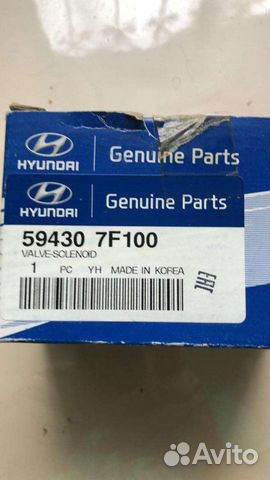 HYUNDAI
Genuine Parts
HYUNDAI
Genuine Parts
59430 7F100
VALVE-SOLENOID
1 PC YH MADE IN KOREA
EAC
Avito